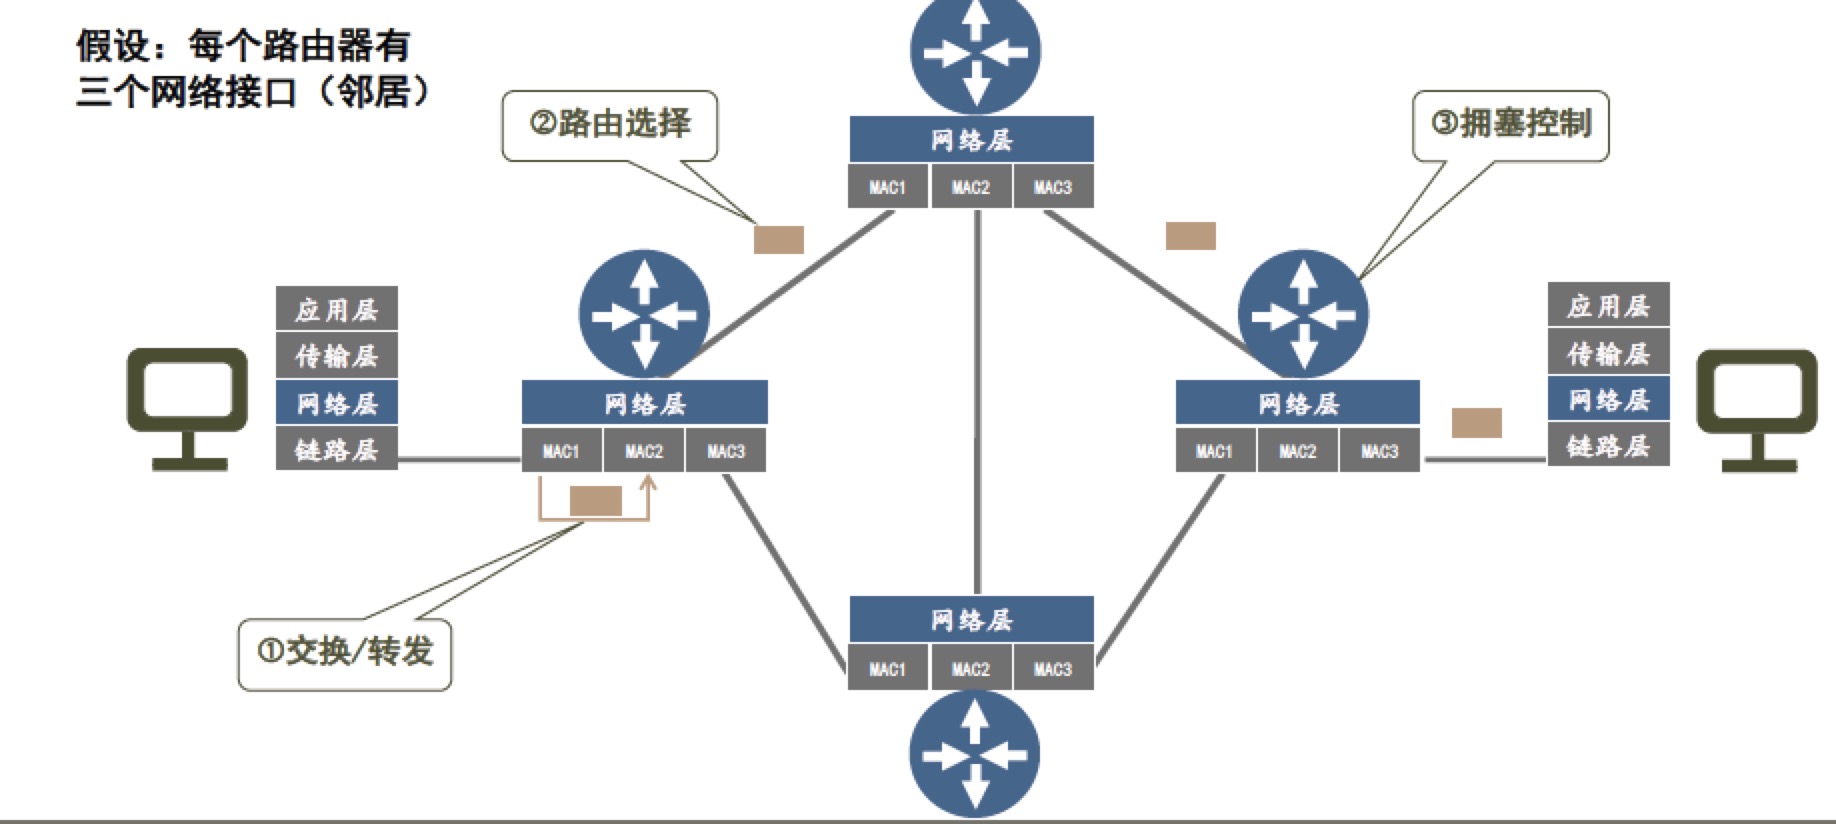 假设：每个路由器有
三个网络接口（邻居）
②路由选择
③拥塞控制
网络层
MAC1 MAC2 MAC3
应用层
传输层
网络层
链路层
网络层
MAC1 MAC2 MAC3
网络层
MAC1 MAC2 MAC3
应用层
传输层
网络层
链路层
①交换/转发
网络层
MAC1 MAC2 MAC3